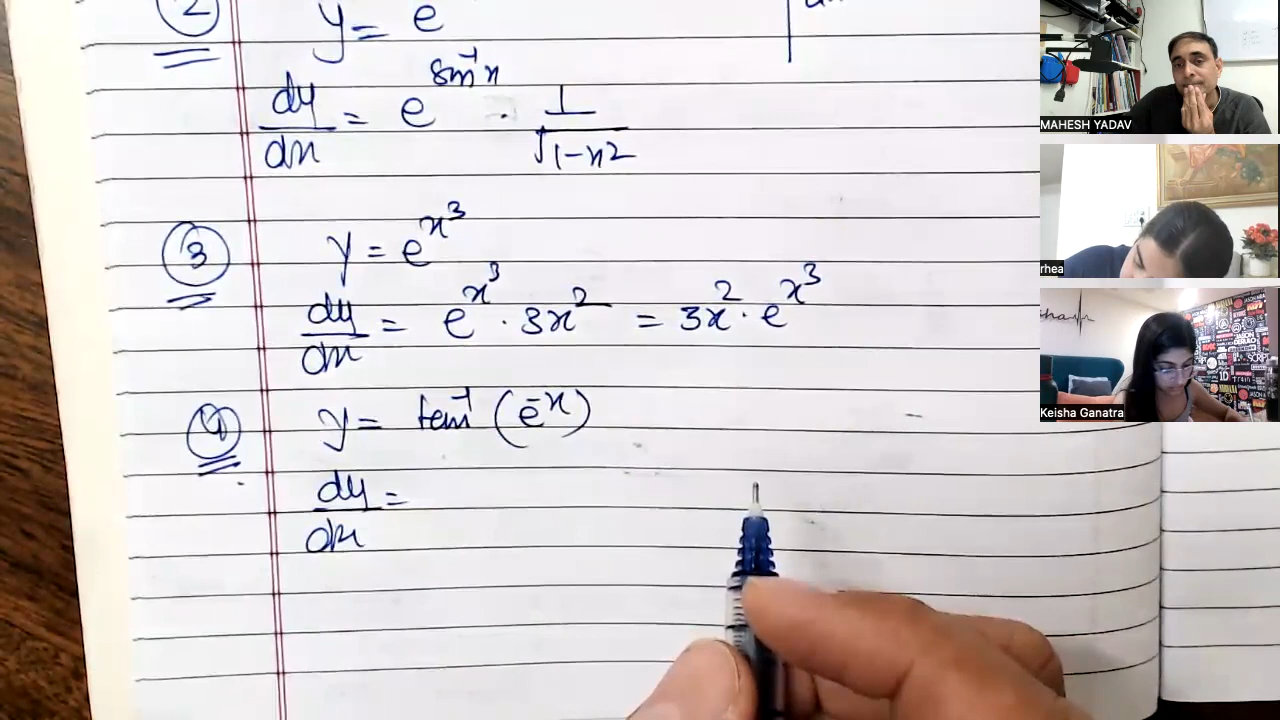 ② y = e
dy/dx = e^(sin⁻¹x) · 1/√(1-x²)
③ y = e^(x³)
dy/dx = e^(x³) · 3x² = 3x² · e^(x³)
④ y = tan⁻¹(e^(-x))
dy/dx =
MAHESH YADAV
rhea
Keisha Ganatra